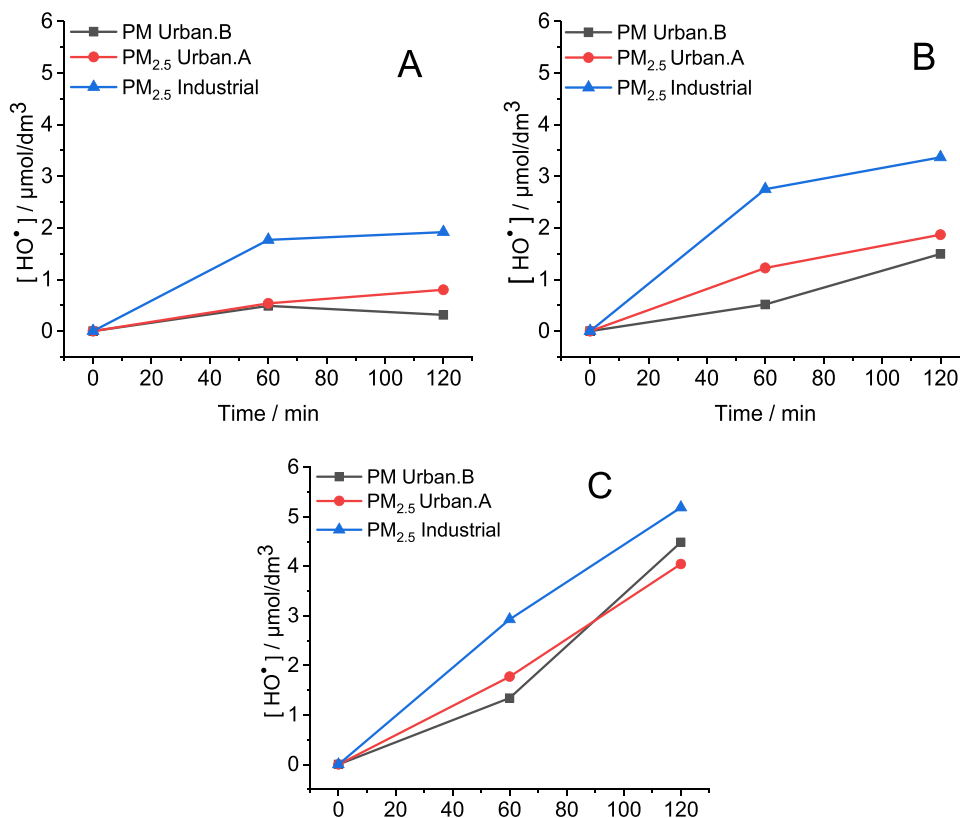 PM Urban.B
PM2.5 Urban.A
PM2.5 Industrial
A
6
5
4
3
2
1
0
[ HO• ] / µmol/dm3
0 20 40 60 80 100 120
Time / min
PM Urban.B
PM2.5 Urban.A
PM2.5 Industrial
B
6
5
4
3
2
1
0
[ HO• ] / µmol/dm3
0 20 40 60 80 100 120
Time / min
PM Urban.B
PM2.5 Urban.A
PM2.5 Industrial
C
6
5
4
3
2
1
0
[ HO• ] / µmol/dm3
0 20 40 60 80 100 120